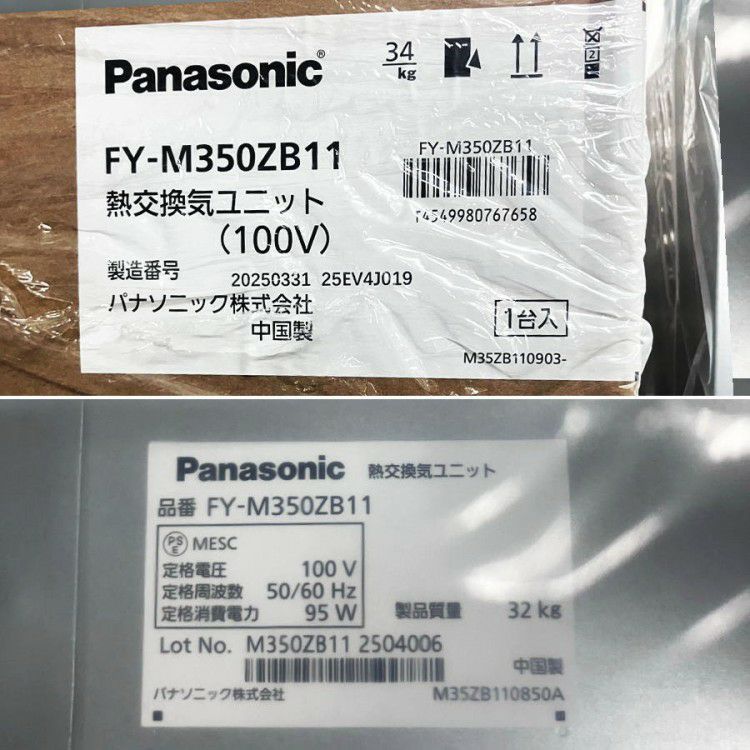 Panasonic®
34
kg
2
FY-M350ZB11
FY-M350ZB11
熱交換気ユニット
(100V)
T4549980767658
製造番号 20250331 25EV4J019
パナソニック株式会社
中国製
1台入
M35ZB110903-
Panasonic 熱交換気ユニット
品番 FY-M350ZB11
PS
E
MESC
定格電圧 100 V
定格周波数 50/60 Hz
定格消費電力 95 W
製品質量 32 kg
Lot No. M350ZB11 2504006
中国製
パナソニック株式会社
M35ZB110850A